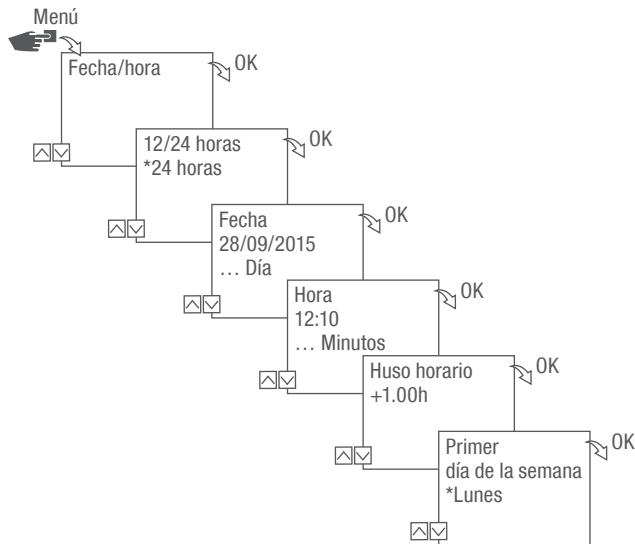 Menú
Fecha/hora
OK
12/24 horas
*24 horas
OK
Fecha
28/09/2015
… Día
OK
Hora
12:10
… Minutos
OK
Huso horario
+1.00h
OK
Primer
día de la semana
*Lunes
OK